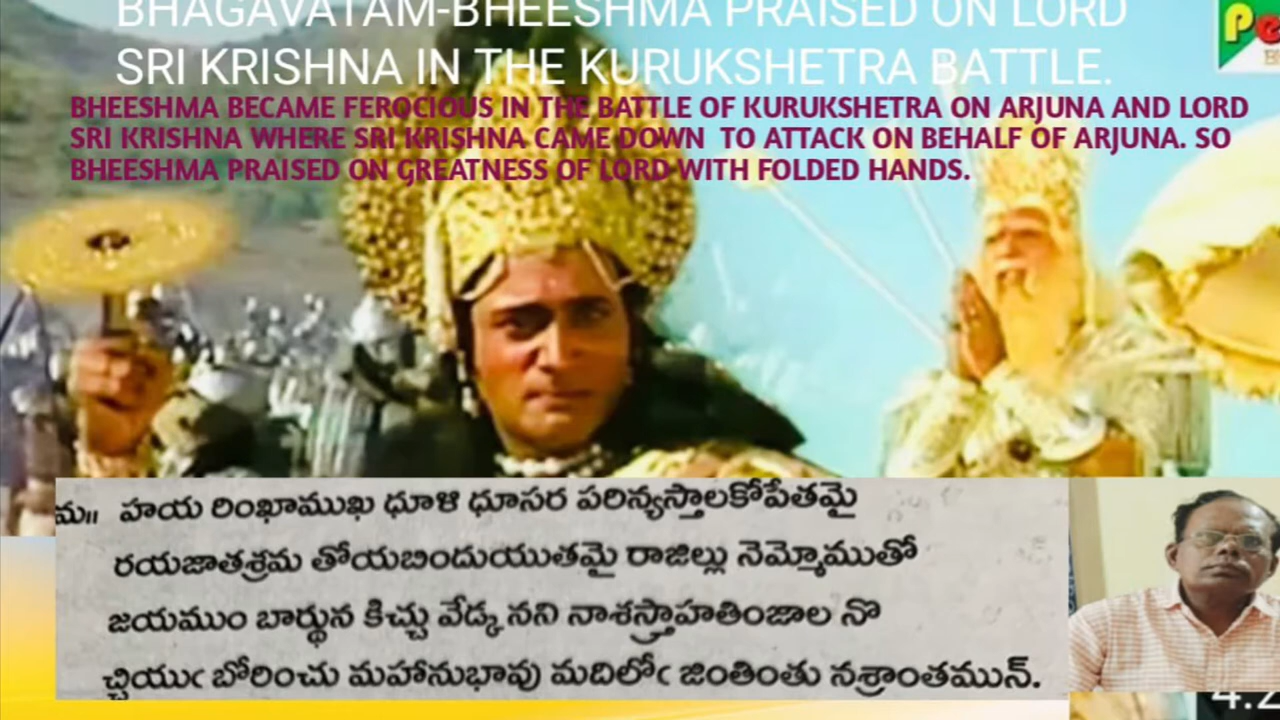 BHAGAVATAM-BHEESHMA PRAISED ON LORD
SRI KRISHNA IN THE KURUKSHETRA BATTLE.
BHEESHMA BECAME FEROCIOUS IN THE BATTLE OF KURUKSHETRA ON ARJUNA AND LORD
SRI KRISHNA WHERE SRI KRISHNA CAME DOWN TO ATTACK ON BEHALF OF ARJUNA. SO
BHEESHMA PRAISED ON GREATNESS OF LORD WITH FOLDED HANDS.
మ॥ హయ రింఖాముఖ ధూళి ధూసర పరిన్యస్తాలకోపేతమై
రయజాతశ్రమ తోయబిందుయుతమై రాజిల్లు నెమ్మోముతో
జయముం బార్థున కిచ్చు వేడ్క నని నాశస్త్రాహతింజాల నొ
చ్చియుఁ బోరించు మహానుభావు మదిలోఁ జింతింతు నశ్రాంతమున్.